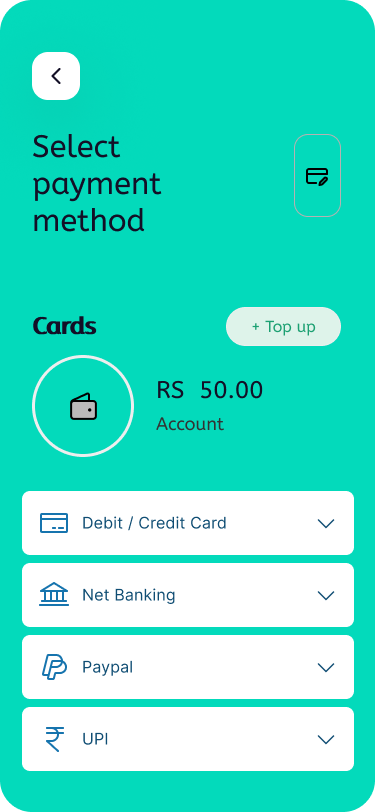 Select
payment
method
Cards
+ Top up
RS 50.00
Account
Debit / Credit Card
Net Banking
Paypal
UPI